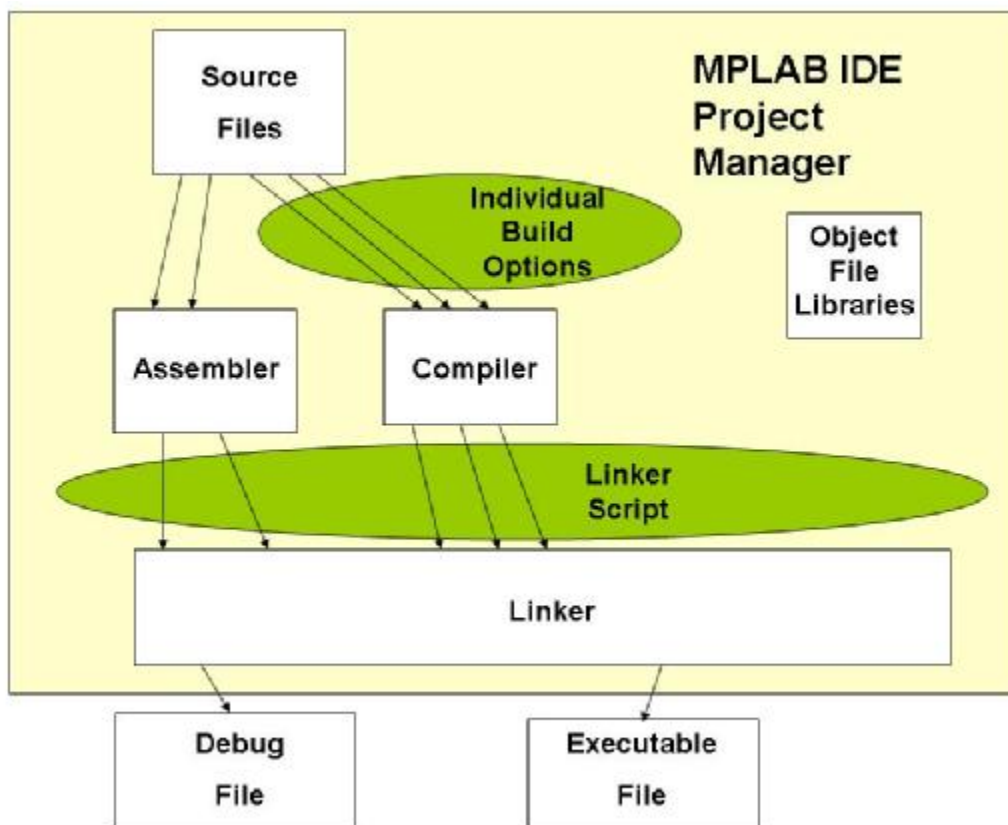 Source
Files
MPLAB IDE
Project
Manager
Individual
Build
Options
Object
File
Libraries
Assembler
Compiler
Linker
Script
Linker
Debug
File
Executable
File